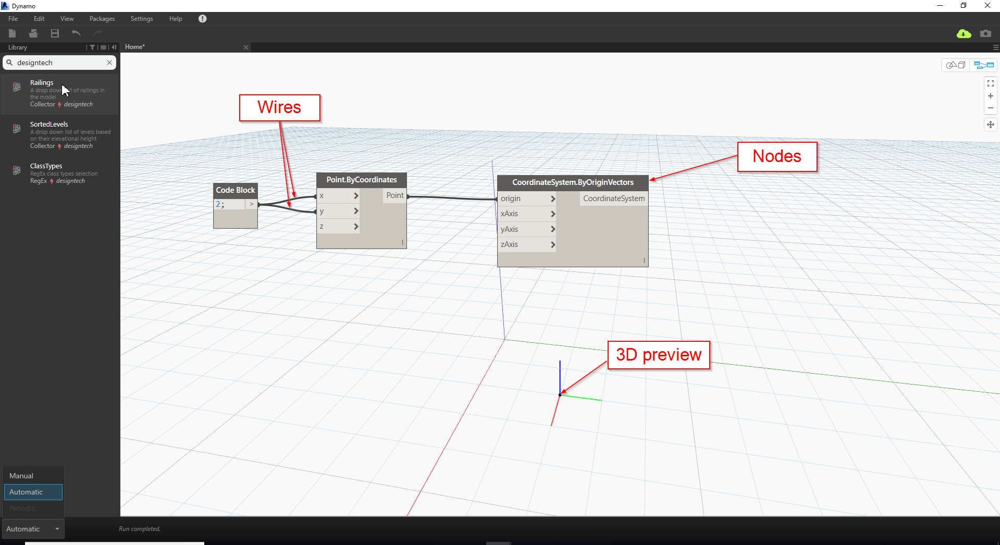 Dynamo
File Edit View Packages Settings Help
Library
Home*
designtech
Railings
A drop down list of railings in
the model
Collector designtech
SortedLevels
A drop down list of levels based
on their elevational height
Collector designtech
ClassTypes
RegEx class types selection
RegEx designtech
Wires
Nodes
Code Block
2; >
Point.ByCoordinates
x > Point
y >
z >
CoordinateSystem.ByOriginVectors
origin > CoordinateSystem
xAxis >
yAxis >
zAxis >
3D preview
Manual
Automatic
Periodic
Automatic
Run completed.